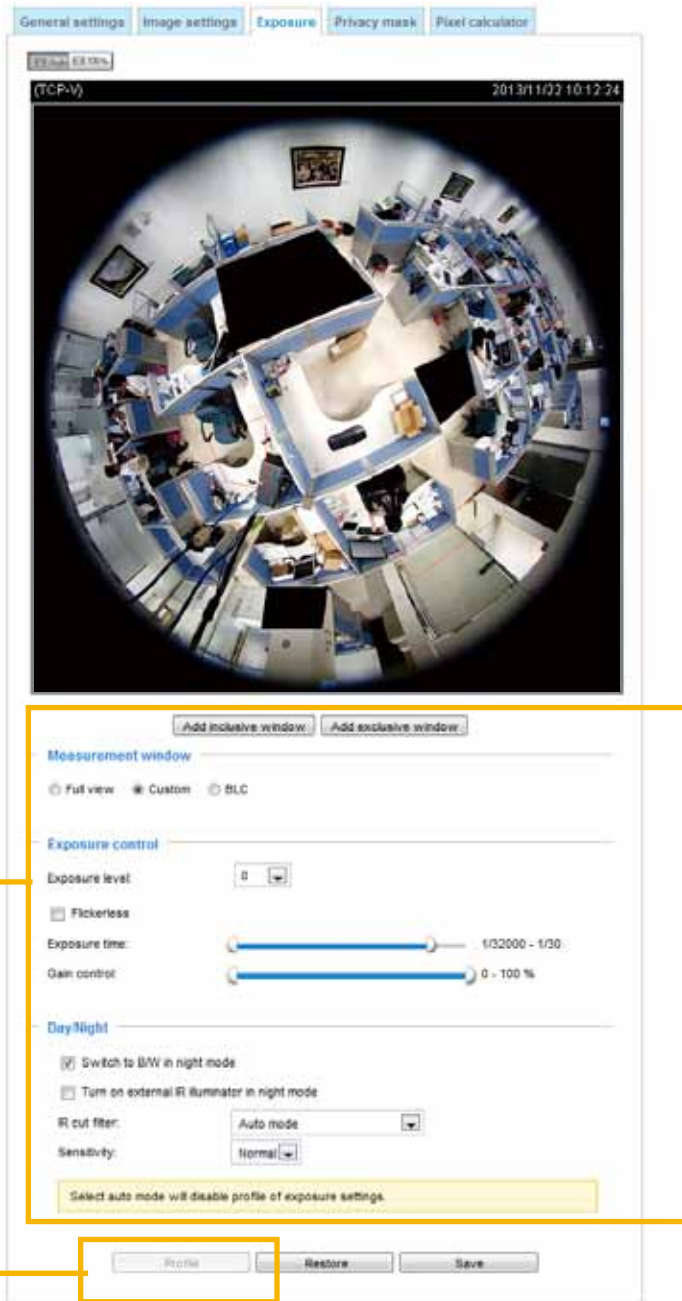 General settings Image settings Exposure Privacy mask Pixel calculator
(TCP-V) 2013/11/22 10:12:24
Add inclusive window Add exclusive window
Measurement window
Full view Custom BLC
Exposure control
Exposure level: 0
Flickerless
Exposure time: 1/32000 - 1/30
Gain control: 0 - 100 %
Day/Night
Switch to B/W in night mode
Turn on external IR illuminator in night mode
IR cut filter: Auto mode
Sensitivity: Normal
Select auto mode will disable profile of exposure settings.
Profile Restore Save